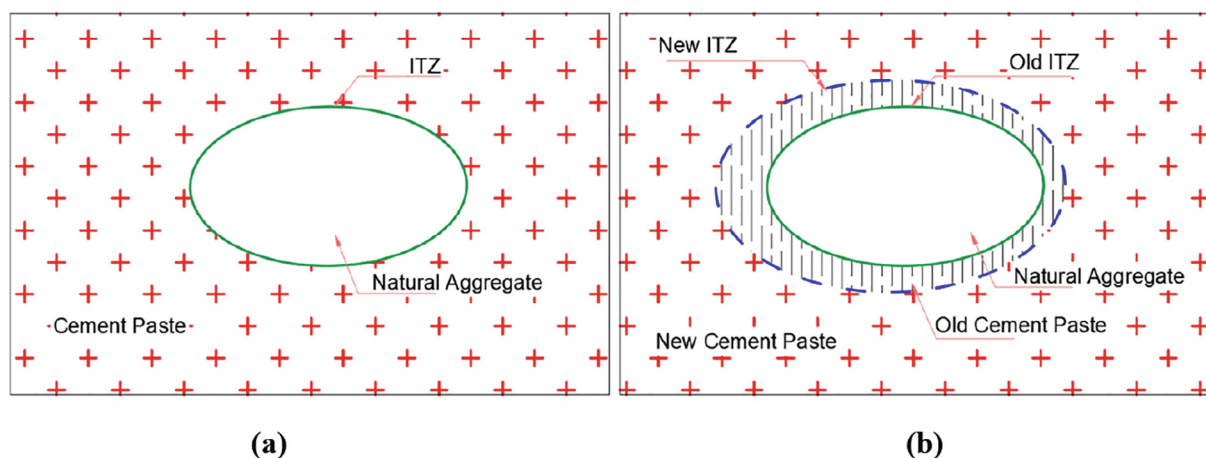 ITZ
Natural Aggregate
Cement Paste
(a)
New ITZ
Old ITZ
Natural Aggregate
Old Cement Paste
New Cement Paste
(b)